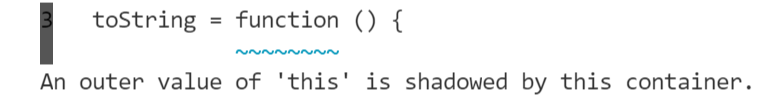 3   toString = function () {
               ~~~~~~~~
An outer value of 'this' is shadowed by this container.